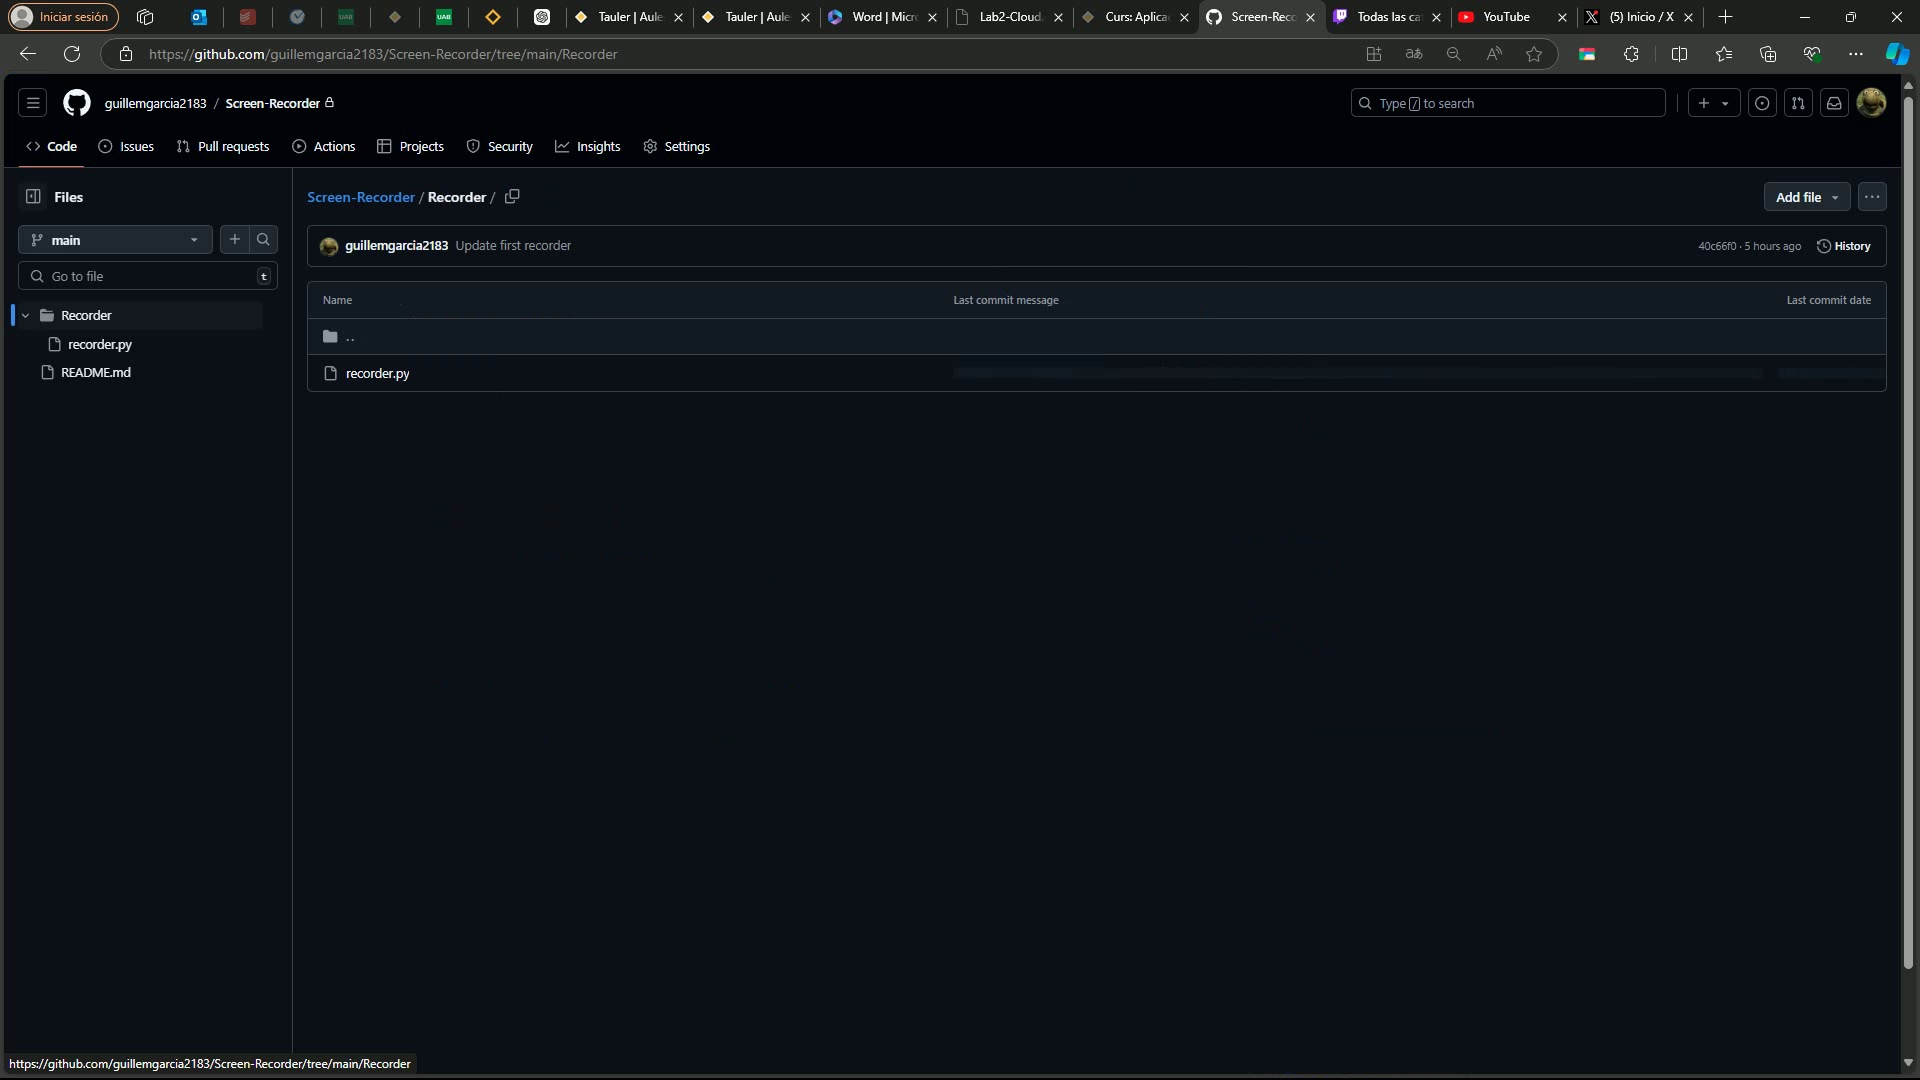 Iniciar sesión
UAB
UAB
Tauler | Aule
Tauler | Aule
Word | Micro
Lab2-Cloud.
Curs: Aplica
Screen-Reco
Todas las ca
YouTube
(5) Inicio / X
https://github.com/guillemgarcia2183/Screen-Recorder/tree/main/Recorder
guillemgarcia2183 / Screen-Recorder
Type / to search
Code
Issues
Pull requests
Actions
Projects
Security
Insights
Settings
Files
Screen-Recorder / Recorder /
Add file
main
guillemgarcia2183 Update first recorder
40c66f0 · 5 hours ago
History
Go to file
t
Name
Last commit message
Last commit date
Recorder
..
recorder.py
recorder.py
README.md
https://github.com/guillemgarcia2183/Screen-Recorder/tree/main/Recorder